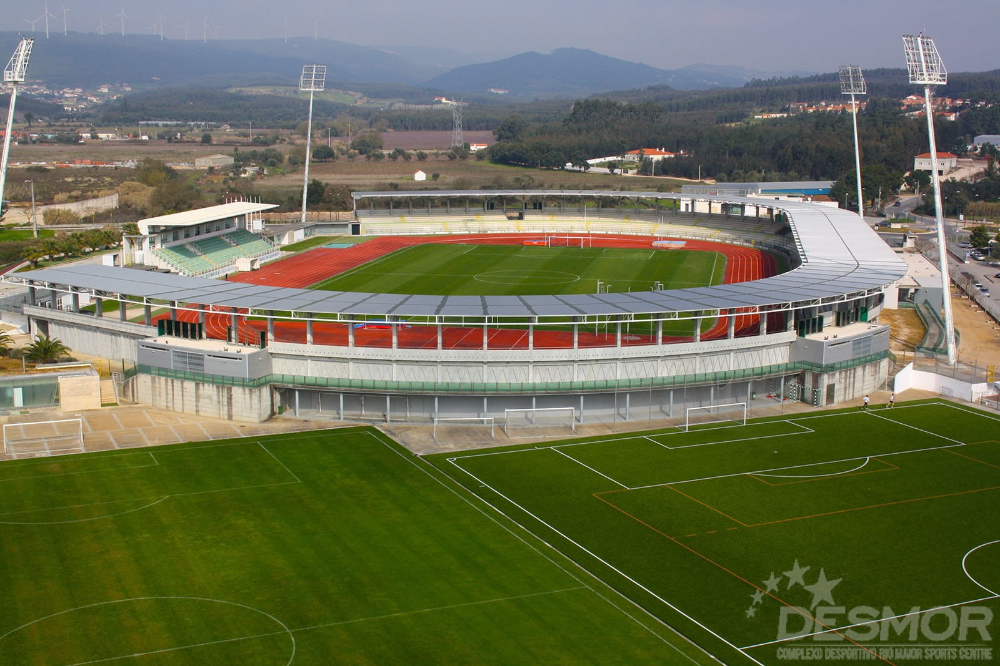 DESMOR
COMPLEXO DESPORTIVO RIO MAIOR SPORTS CENTRE